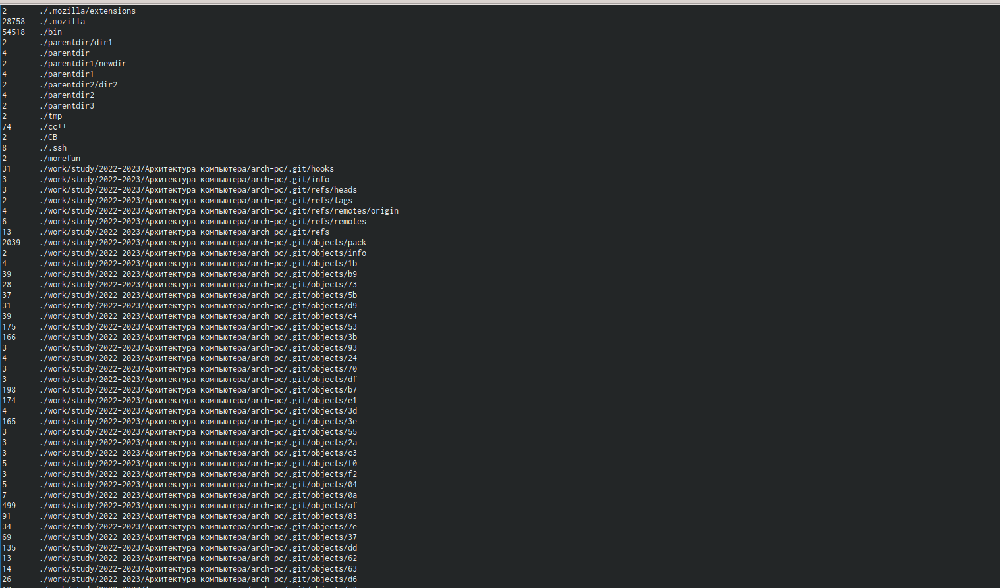 2 ./.mozilla/extensions
28758 ./.mozilla
54518 ./bin
2 ./parentdir/dir1
4 ./parentdir
2 ./parentdir1/newdir
4 ./parentdir1
2 ./parentdir2/dir2
4 ./parentdir2
2 ./parentdir3
2 ./tmp
74 ./cc++
2 ./CB
8 ./.ssh
2 ./morefun
31 ./work/study/2022-2023/Архитектура компьютера/arch-pc/.git/hooks
3 ./work/study/2022-2023/Архитектура компьютера/arch-pc/.git/info
3 ./work/study/2022-2023/Архитектура компьютера/arch-pc/.git/refs/heads
2 ./work/study/2022-2023/Архитектура компьютера/arch-pc/.git/refs/tags
4 ./work/study/2022-2023/Архитектура компьютера/arch-pc/.git/refs/remotes/origin
6 ./work/study/2022-2023/Архитектура компьютера/arch-pc/.git/refs/remotes
13 ./work/study/2022-2023/Архитектура компьютера/arch-pc/.git/refs
2039 ./work/study/2022-2023/Архитектура компьютера/arch-pc/.git/objects/pack
2 ./work/study/2022-2023/Архитектура компьютера/arch-pc/.git/objects/info
4 ./work/study/2022-2023/Архитектура компьютера/arch-pc/.git/objects/1b
39 ./work/study/2022-2023/Архитектура компьютера/arch-pc/.git/objects/b9
28 ./work/study/2022-2023/Архитектура компьютера/arch-pc/.git/objects/73
37 ./work/study/2022-2023/Архитектура компьютера/arch-pc/.git/objects/5b
31 ./work/study/2022-2023/Архитектура компьютера/arch-pc/.git/objects/d9
39 ./work/study/2022-2023/Архитектура компьютера/arch-pc/.git/objects/c4
175 ./work/study/2022-2023/Архитектура компьютера/arch-pc/.git/objects/53
166 ./work/study/2022-2023/Архитектура компьютера/arch-pc/.git/objects/3b
3 ./work/study/2022-2023/Архитектура компьютера/arch-pc/.git/objects/93
4 ./work/study/2022-2023/Архитектура компьютера/arch-pc/.git/objects/24
3 ./work/study/2022-2023/Архитектура компьютера/arch-pc/.git/objects/70
3 ./work/study/2022-2023/Архитектура компьютера/arch-pc/.git/objects/df
198 ./work/study/2022-2023/Архитектура компьютера/arch-pc/.git/objects/b7
174 ./work/study/2022-2023/Архитектура компьютера/arch-pc/.git/objects/e1
4 ./work/study/2022-2023/Архитектура компьютера/arch-pc/.git/objects/3d
165 ./work/study/2022-2023/Архитектура компьютера/arch-pc/.git/objects/3e
3 ./work/study/2022-2023/Архитектура компьютера/arch-pc/.git/objects/55
3 ./work/study/2022-2023/Архитектура компьютера/arch-pc/.git/objects/2a
3 ./work/study/2022-2023/Архитектура компьютера/arch-pc/.git/objects/c3
5 ./work/study/2022-2023/Архитектура компьютера/arch-pc/.git/objects/f0
3 ./work/study/2022-2023/Архитектура компьютера/arch-pc/.git/objects/f2
5 ./work/study/2022-2023/Архитектура компьютера/arch-pc/.git/objects/04
7 ./work/study/2022-2023/Архитектура компьютера/arch-pc/.git/objects/0a
499 ./work/study/2022-2023/Архитектура компьютера/arch-pc/.git/objects/af
91 ./work/study/2022-2023/Архитектура компьютера/arch-pc/.git/objects/83
34 ./work/study/2022-2023/Архитектура компьютера/arch-pc/.git/objects/7e
69 ./work/study/2022-2023/Архитектура компьютера/arch-pc/.git/objects/37
135 ./work/study/2022-2023/Архитектура компьютера/arch-pc/.git/objects/dd
13 ./work/study/2022-2023/Архитектура компьютера/arch-pc/.git/objects/62
14 ./work/study/2022-2023/Архитектура компьютера/arch-pc/.git/objects/63
26 ./work/study/2022-2023/Архитектура компьютера/arch-pc/.git/objects/d6